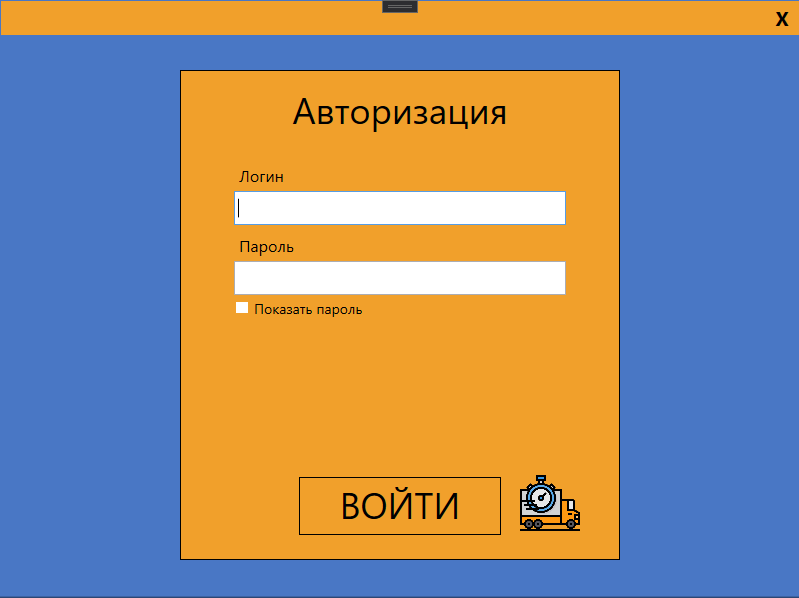 X
Авторизация
Логин
Пароль
Показать пароль
ВОЙТИ